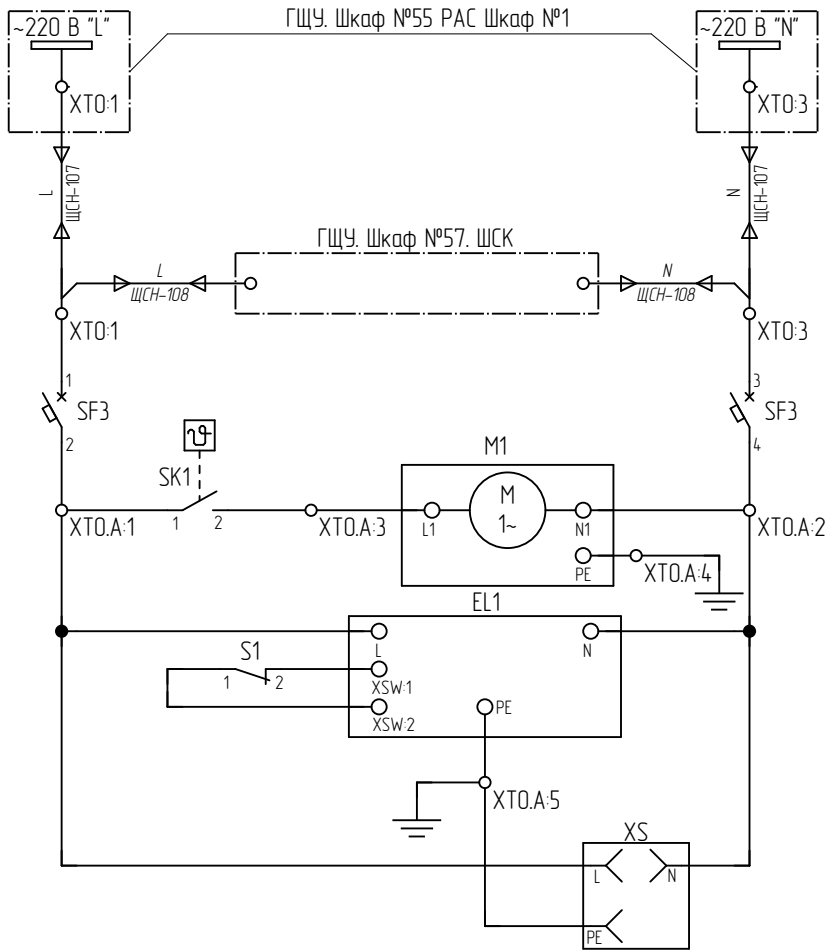 ~220 В "L"
ГЩУ. Шкаф №55 РАС Шкаф №1
~220 В "N"
XT0:1
XT0:3
L
ЩСН-107
N
ЩСН-107
ГЩУ. Шкаф №57. ШСК
L
ЩСН-108
N
ЩСН-108
XT0:1
XT0:3
1
SF3
2
3
SF3
4
ϑ
SK1
1
2
M1
M
1~
L1
N1
PE
XT0.A:1
XT0.A:3
XT0.A:2
XT0.A:4
EL1
L
N
S1
1
2
XSW:1
XSW:2
PE
XT0.A:5
XS
L
N
PE